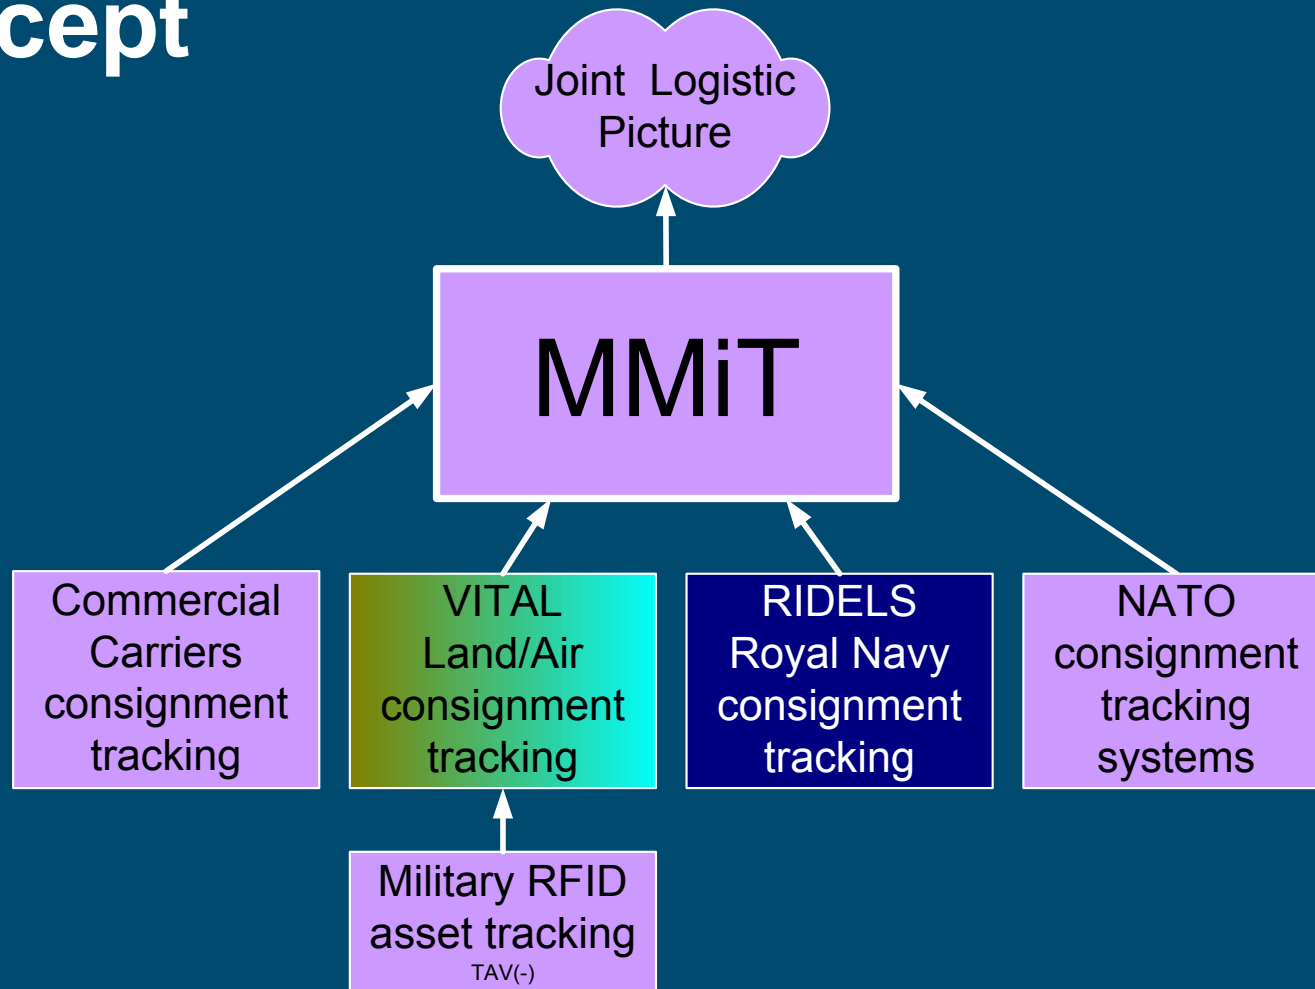 cept
Joint Logistic
Picture
MMiT
Commercial
Carriers
consignment
tracking
VITAL
Land/Air
consignment
tracking
RIDELS
Royal Navy
consignment
tracking
NATO
consignment
tracking
systems
Military RFID
asset tracking
TAV(-)